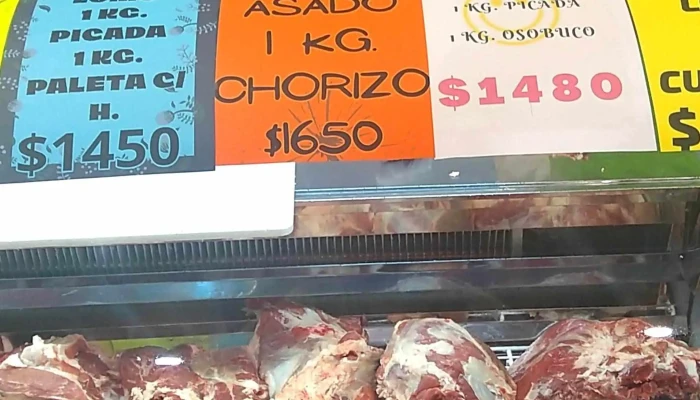 1 KG.
PICADA
1 KG.
PALETA C/
H.
$1450
ASADO
1 KG.
CHORIZO
$1650
1 KG. PICADA
1 KG. OSOBUCO
$1480
CU
$